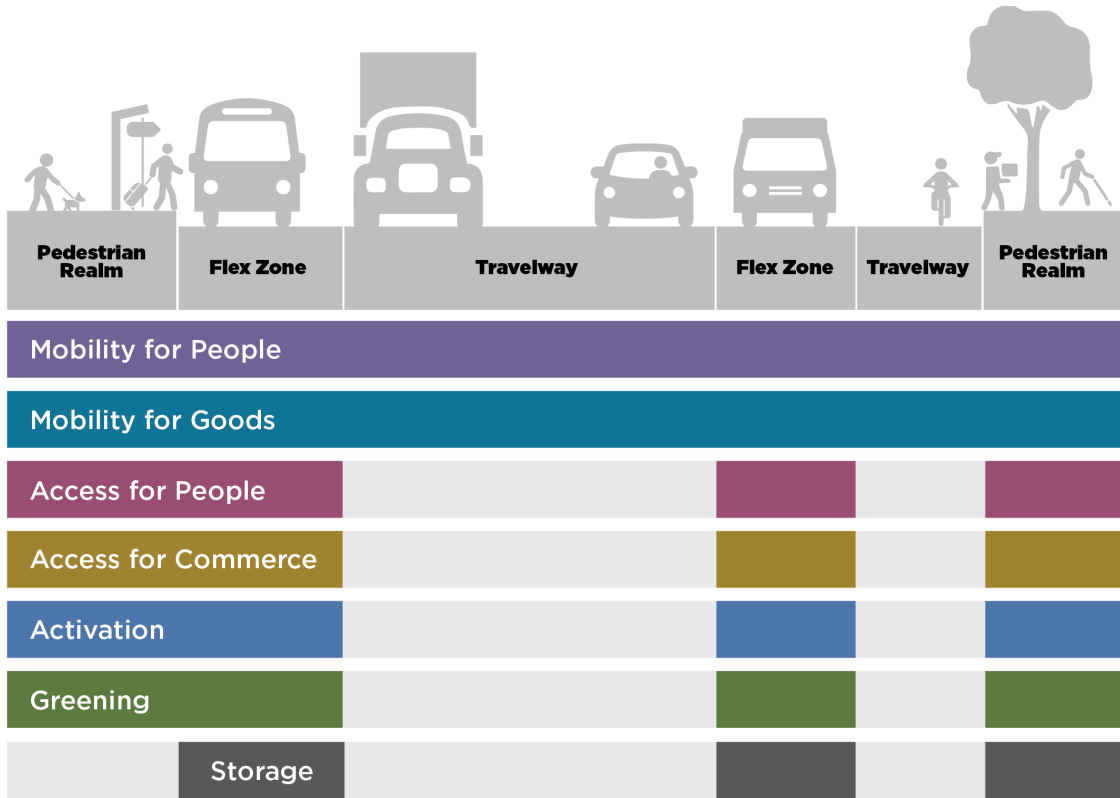 Pedestrian
Realm
Flex Zone
Travelway
Flex Zone
Travelway
Pedestrian
Realm
Mobility for People
Mobility for Goods
Access for People
Access for Commerce
Activation
Greening
Storage